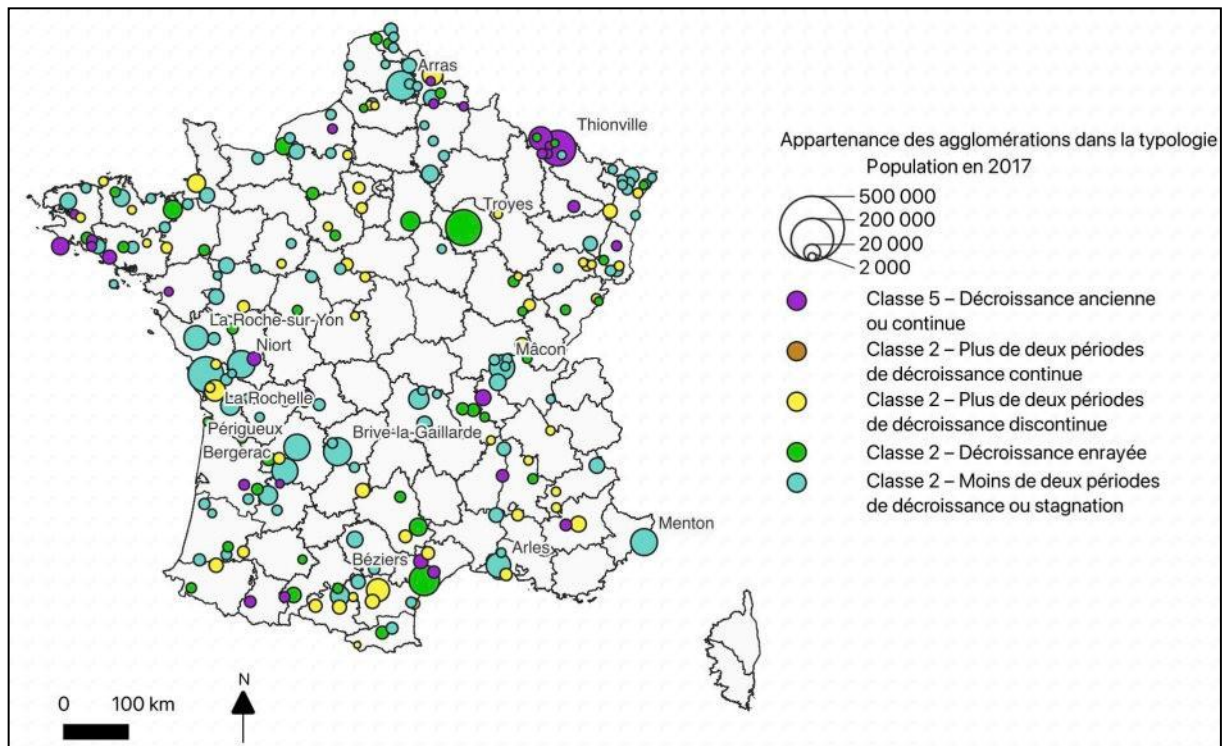 Arras
Thionville
Troyes
La Roche-sur-Yon
Niort
Mâcon
La Rochelle
Périgueux
Brive-la-Gaillarde
Bergerac
Menton
Arles
Béziers
0 100 km
N
Appartenance des agglomérations dans la typologie
Population en 2017
500 000
200 000
20 000
2 000
Classe 5 – Décroissance ancienne
ou continue
Classe 2 – Plus de deux périodes
de décroissance continue
Classe 2 – Plus de deux périodes
de décroissance discontinue
Classe 2 – Décroissance enrayée
Classe 2 – Moins de deux périodes
de décroissance ou stagnation